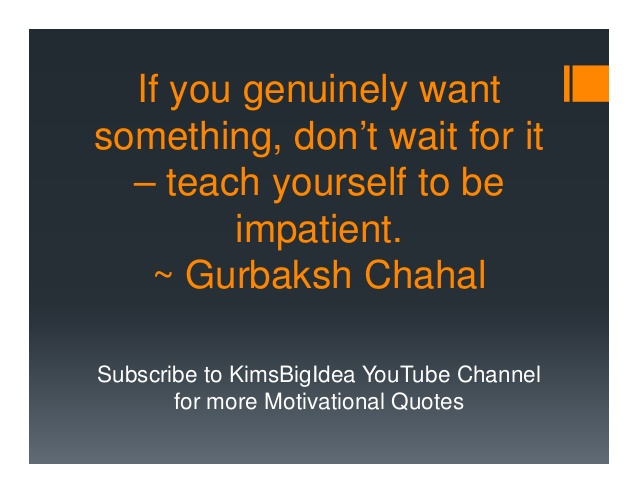 If you genuinely want
something, don’t wait for it
– teach yourself to be
impatient.
~ Gurbaksh Chahal
Subscribe to KimsBigIdea YouTube Channel
for more Motivational Quotes